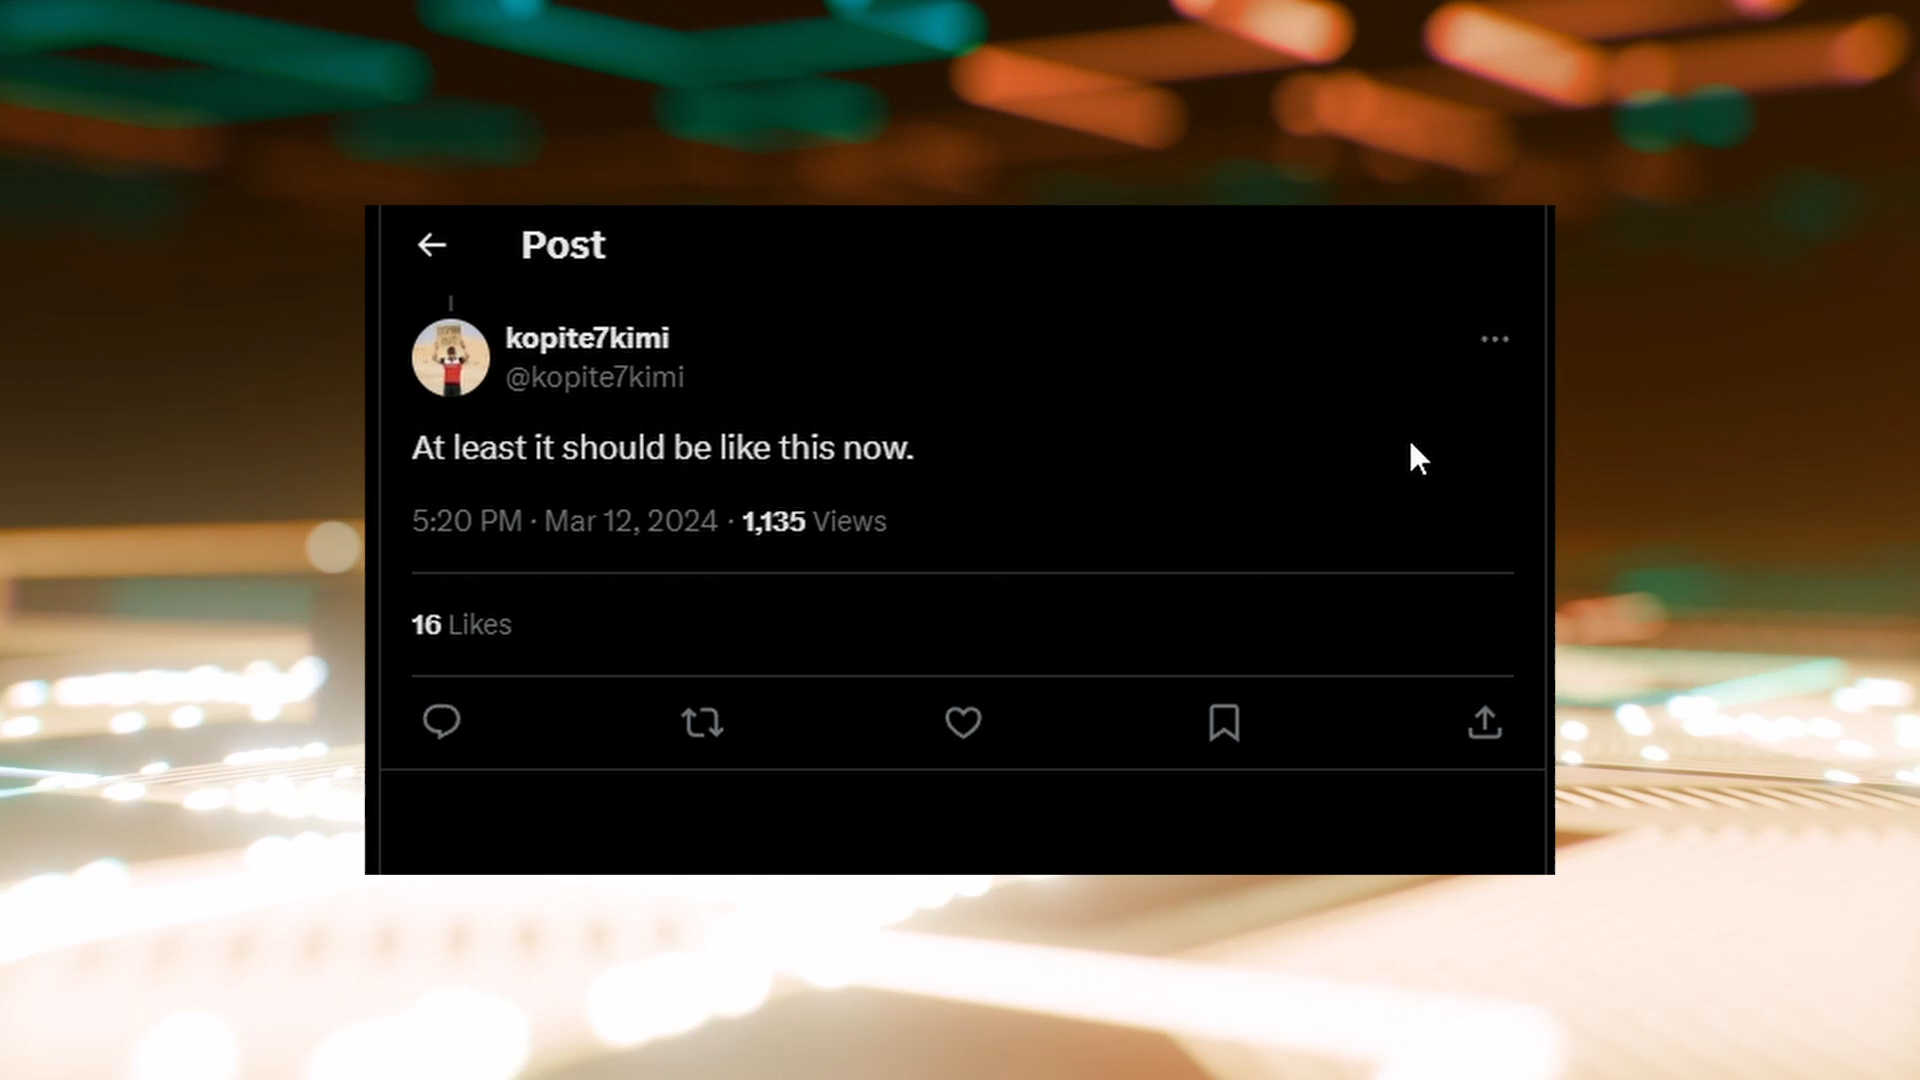 Post
kopite7kimi
@kopite7kimi
At least it should be like this now.
5:20 PM · Mar 12, 2024 · 1,135 Views
16 Likes